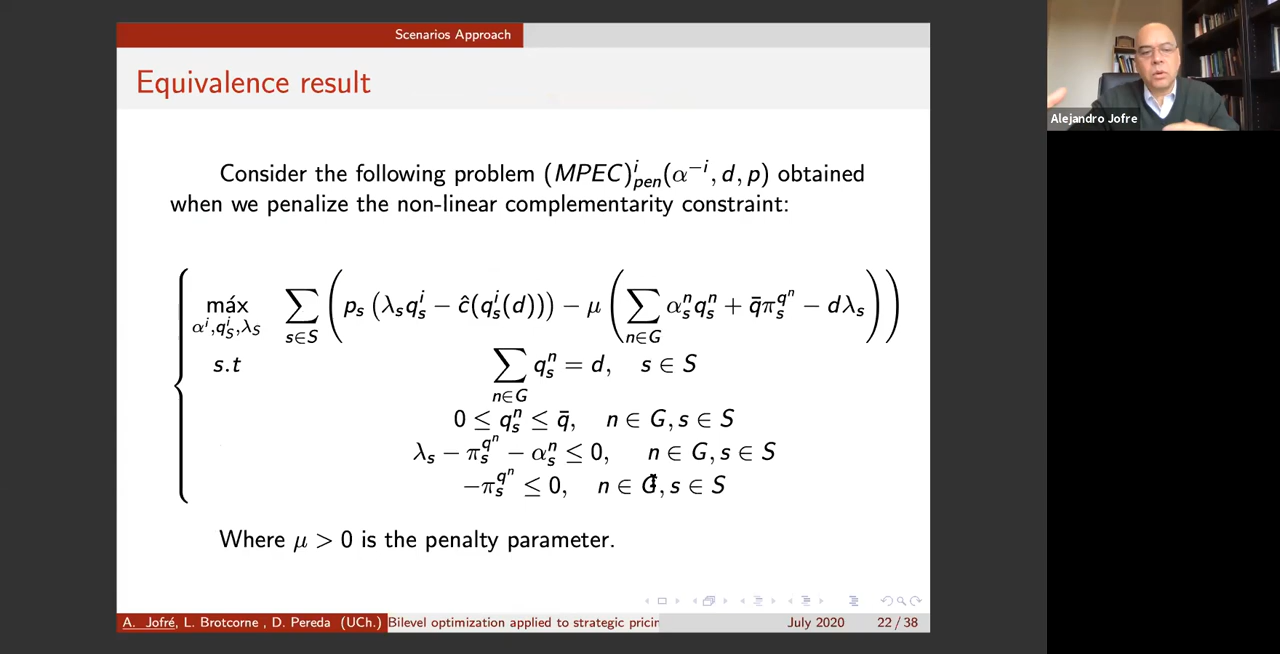 Scenarios Approach
Equivalence result
Consider the following problem (MPEC)^i_pen(α^{-i}, d, p) obtained
when we penalize the non-linear complementarity constraint:
máx_{α^i, q^i_s, λ_s} ∑_{s∈S} ( p_s (λ_s q^i_s − ĉ(q^i_s(d))) − μ ( ∑_{n∈G} α^n_s q^n_s + q̄π^{q^n}_s − dλ_s ) )
s.t ∑_{n∈G} q^n_s = d, s ∈ S
0 ≤ q^n_s ≤ q̄, n ∈ G, s ∈ S
λ_s − π^{q^n}_s − α^n_s ≤ 0, n ∈ G, s ∈ S
−π^{q^n}_s ≤ 0, n ∈ G, s ∈ S
Where μ > 0 is the penalty parameter.
A. Jofré, L. Brotcorne , D. Pereda (UCh.) Bilevel optimization applied to strategic pricin July 2020 22 / 38
Alejandro Jofre